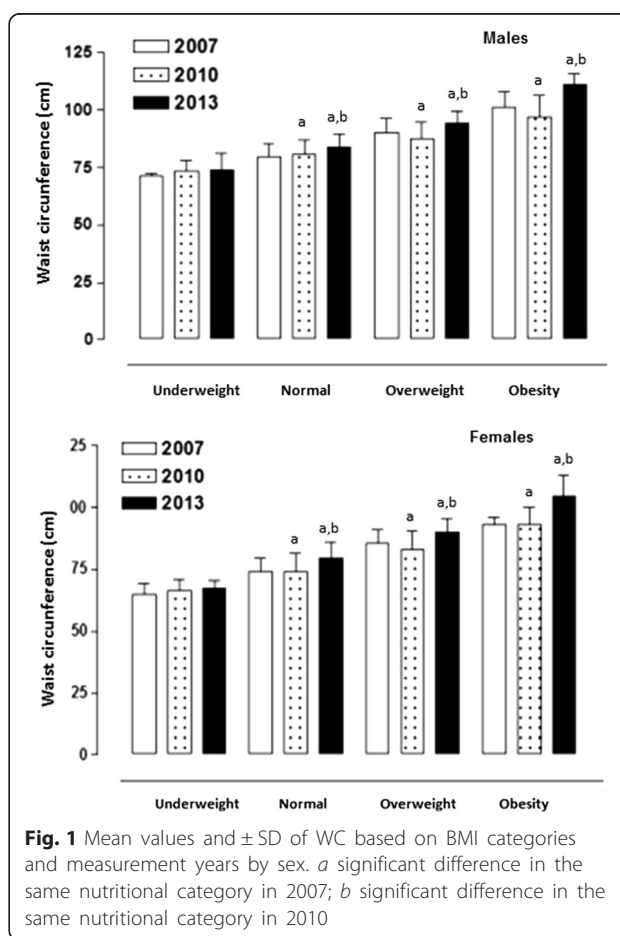 Males
2007
2010
2013
125
100
75
50
25
0
Waist circunference (cm)
a
a,b
a
a,b
a
a,b
Underweight Normal Overweight Obesity
Females
2007
2010
2013
25
00
75
50
25
0
Waist circunference (cm)
a
a,b
a
a,b
a
a,b
Underweight Normal Overweight Obesity
Fig. 1 Mean values and ± SD of WC based on BMI categories
and measurement years by sex. a significant difference in the
same nutritional category in 2007; b significant difference in the
same nutritional category in 2010